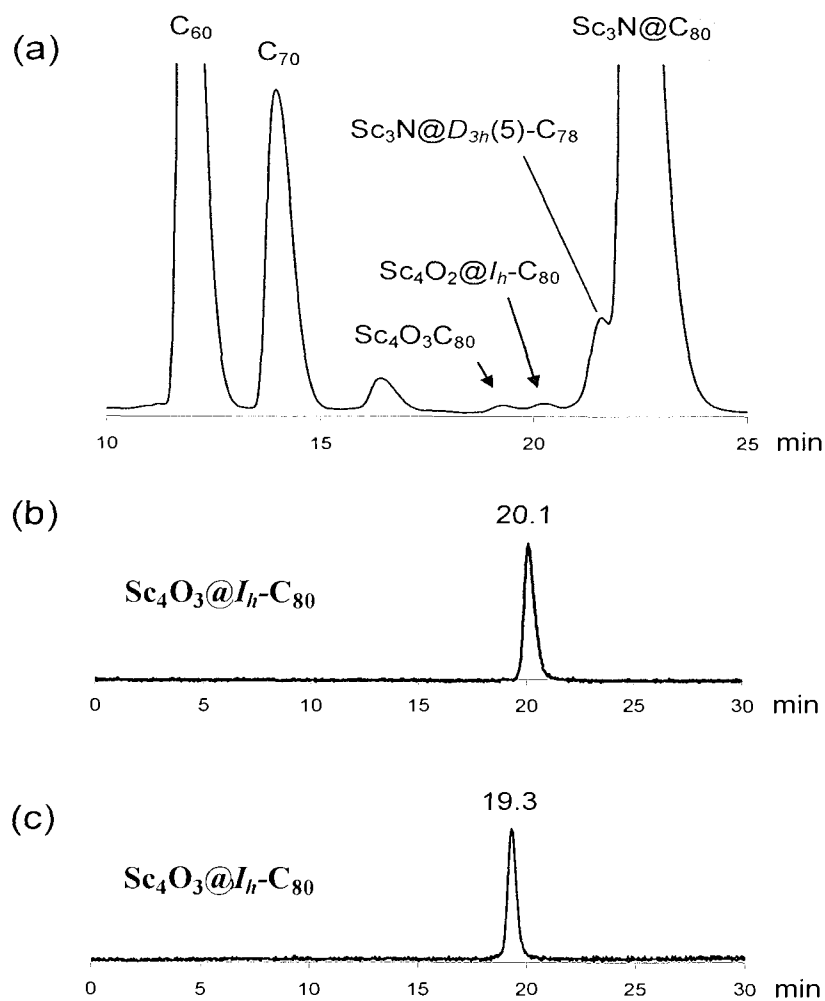 (a)
C60
C70
Sc3N@C80
Sc3N@D3h(5)-C78
Sc4O2@Ih-C80
Sc4O3C80
10 15 20 25 min
(b)
20.1
Sc4O3@Ih-C80
0 5 10 15 20 25 30 min
(c)
19.3
Sc4O3@Ih-C80
0 5 10 15 20 25 30 min